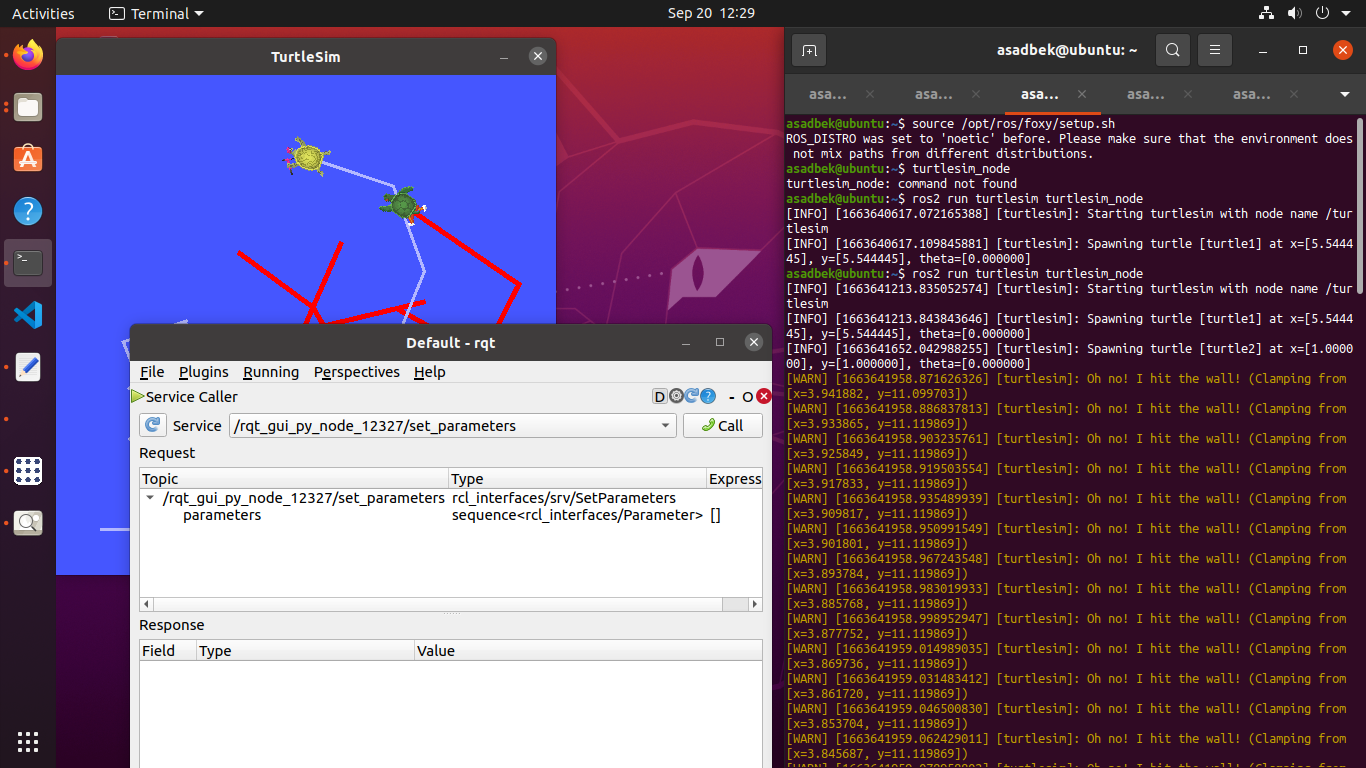 Activities
Terminal
Sep 20 12:29
TurtleSim
Default - rqt
File Plugins Running Perspectives Help
Service Caller
D
- O
Service /rqt_gui_py_node_12327/set_parameters Call
Request
Topic Type Express
/rqt_gui_py_node_12327/set_parameters rcl_interfaces/srv/SetParameters
parameters sequence<rcl_interfaces/Parameter> []
Response
Field Type Value
asadbek@ubuntu: ~
asa... asa... asa... asa... asa...
asadbek@ubuntu:~$ source /opt/ros/foxy/setup.sh
ROS_DISTRO was set to 'noetic' before. Please make sure that the environment does
not mix paths from different distributions.
asadbek@ubuntu:~$ turtlesim_node
turtlesim_node: command not found
asadbek@ubuntu:~$ ros2 run turtlesim turtlesim_node
[INFO] [1663640617.072165388] [turtlesim]: Starting turtlesim with node name /tur
tlesim
[INFO] [1663640617.109845881] [turtlesim]: Spawning turtle [turtle1] at x=[5.5444
45], y=[5.544445], theta=[0.000000]
asadbek@ubuntu:~$ ros2 run turtlesim turtlesim_node
[INFO] [1663641213.835052574] [turtlesim]: Starting turtlesim with node name /tur
tlesim
[INFO] [1663641213.843843646] [turtlesim]: Spawning turtle [turtle1] at x=[5.5444
45], y=[5.544445], theta=[0.000000]
[INFO] [1663641652.042988255] [turtlesim]: Spawning turtle [turtle2] at x=[1.0000
00], y=[1.000000], theta=[0.000000]
[WARN] [1663641958.871626326] [turtlesim]: Oh no! I hit the wall! (Clamping from
[x=3.941882, y=11.099703])
[WARN] [1663641958.886837813] [turtlesim]: Oh no! I hit the wall! (Clamping from
[x=3.933865, y=11.119869])
[WARN] [1663641958.903235761] [turtlesim]: Oh no! I hit the wall! (Clamping from
[x=3.925849, y=11.119869])
[WARN] [1663641958.919503554] [turtlesim]: Oh no! I hit the wall! (Clamping from
[x=3.917833, y=11.119869])
[WARN] [1663641958.935489939] [turtlesim]: Oh no! I hit the wall! (Clamping from
[x=3.909817, y=11.119869])
[WARN] [1663641958.950991549] [turtlesim]: Oh no! I hit the wall! (Clamping from
[x=3.901801, y=11.119869])
[WARN] [1663641958.967243548] [turtlesim]: Oh no! I hit the wall! (Clamping from
[x=3.893784, y=11.119869])
[WARN] [1663641958.983019933] [turtlesim]: Oh no! I hit the wall! (Clamping from
[x=3.885768, y=11.119869])
[WARN] [1663641958.998952947] [turtlesim]: Oh no! I hit the wall! (Clamping from
[x=3.877752, y=11.119869])
[WARN] [1663641959.014989035] [turtlesim]: Oh no! I hit the wall! (Clamping from
[x=3.869736, y=11.119869])
[WARN] [1663641959.031483412] [turtlesim]: Oh no! I hit the wall! (Clamping from
[x=3.861720, y=11.119869])
[WARN] [1663641959.046500830] [turtlesim]: Oh no! I hit the wall! (Clamping from
[x=3.853704, y=11.119869])
[WARN] [1663641959.062429011] [turtlesim]: Oh no! I hit the wall! (Clamping from
[x=3.845687, y=11.119869])